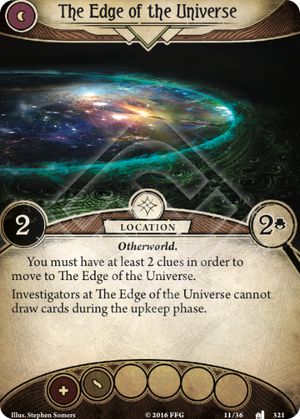 The Edge of the Universe
2
LOCATION
2
Otherworld.
You must have at least 2 clues in order to
move to The Edge of the Universe.
Investigators at The Edge of the Universe cannot
draw cards during the upkeep phase.
Illus. Stephen Somers
© 2016 FFG
11/36
321